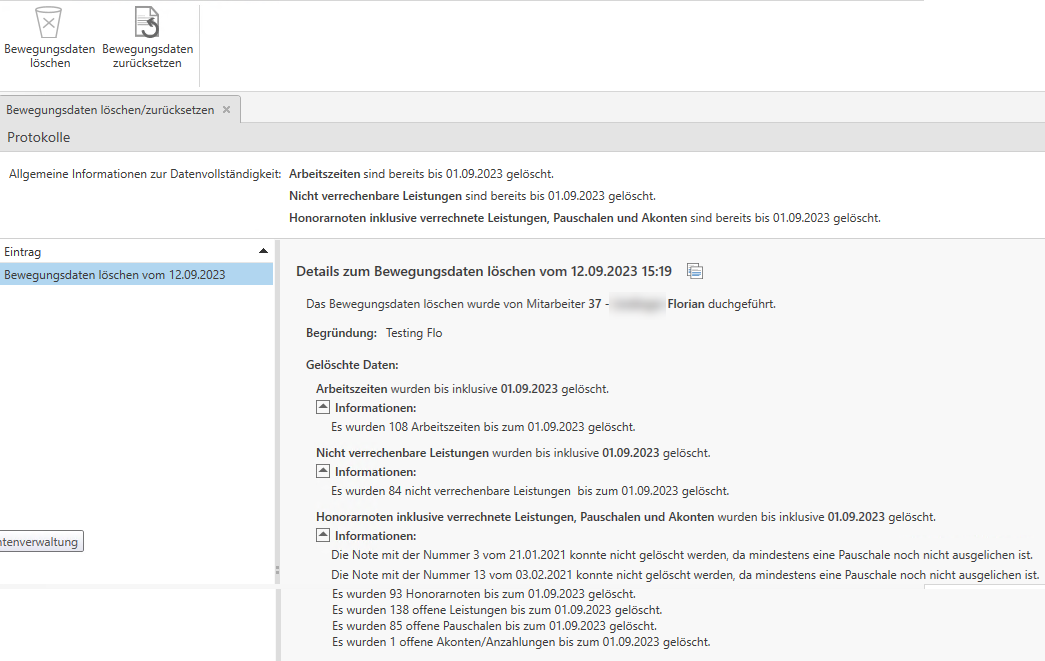 Bewegungsdaten löschen
Bewegungsdaten zurücksetzen
Bewegungsdaten löschen/zurücksetzen ×
Protokolle
Allgemeine Informationen zur Datenvollständigkeit: Arbeitszeiten sind bereits bis 01.09.2023 gelöscht.
Nicht verrechenbare Leistungen sind bereits bis 01.09.2023 gelöscht.
Honorarnoten inklusive verrechnete Leistungen, Pauschalen und Akonten sind bereits bis 01.09.2023 gelöscht.
Eintrag
Bewegungsdaten löschen vom 12.09.2023
ntenverwaltung
Details zum Bewegungsdaten löschen vom 12.09.2023 15:19
Das Bewegungsdaten löschen wurde von Mitarbeiter 37 - Florian duchgeführt.
Begründung: Testing Flo
Gelöschte Daten:
Arbeitszeiten wurden bis inklusive 01.09.2023 gelöscht.
Informationen:
Es wurden 108 Arbeitszeiten bis zum 01.09.2023 gelöscht.
Nicht verrechenbare Leistungen wurden bis inklusive 01.09.2023 gelöscht.
Informationen:
Es wurden 84 nicht verrechenbare Leistungen bis zum 01.09.2023 gelöscht.
Honorarnoten inklusive verrechnete Leistungen, Pauschalen und Akonten wurden bis inklusive 01.09.2023 gelöscht.
Informationen:
Die Note mit der Nummer 3 vom 21.01.2021 konnte nicht gelöscht werden, da mindestens eine Pauschale noch nicht ausgelichen ist.
Die Note mit der Nummer 13 vom 03.02.2021 konnte nicht gelöscht werden, da mindestens eine Pauschale noch nicht ausgelichen ist.
Es wurden 93 Honorarnoten bis zum 01.09.2023 gelöscht.
Es wurden 138 offene Leistungen bis zum 01.09.2023 gelöscht.
Es wurden 85 offene Pauschalen bis zum 01.09.2023 gelöscht.
Es wurden 1 offene Akonten/Anzahlungen bis zum 01.09.2023 gelöscht.